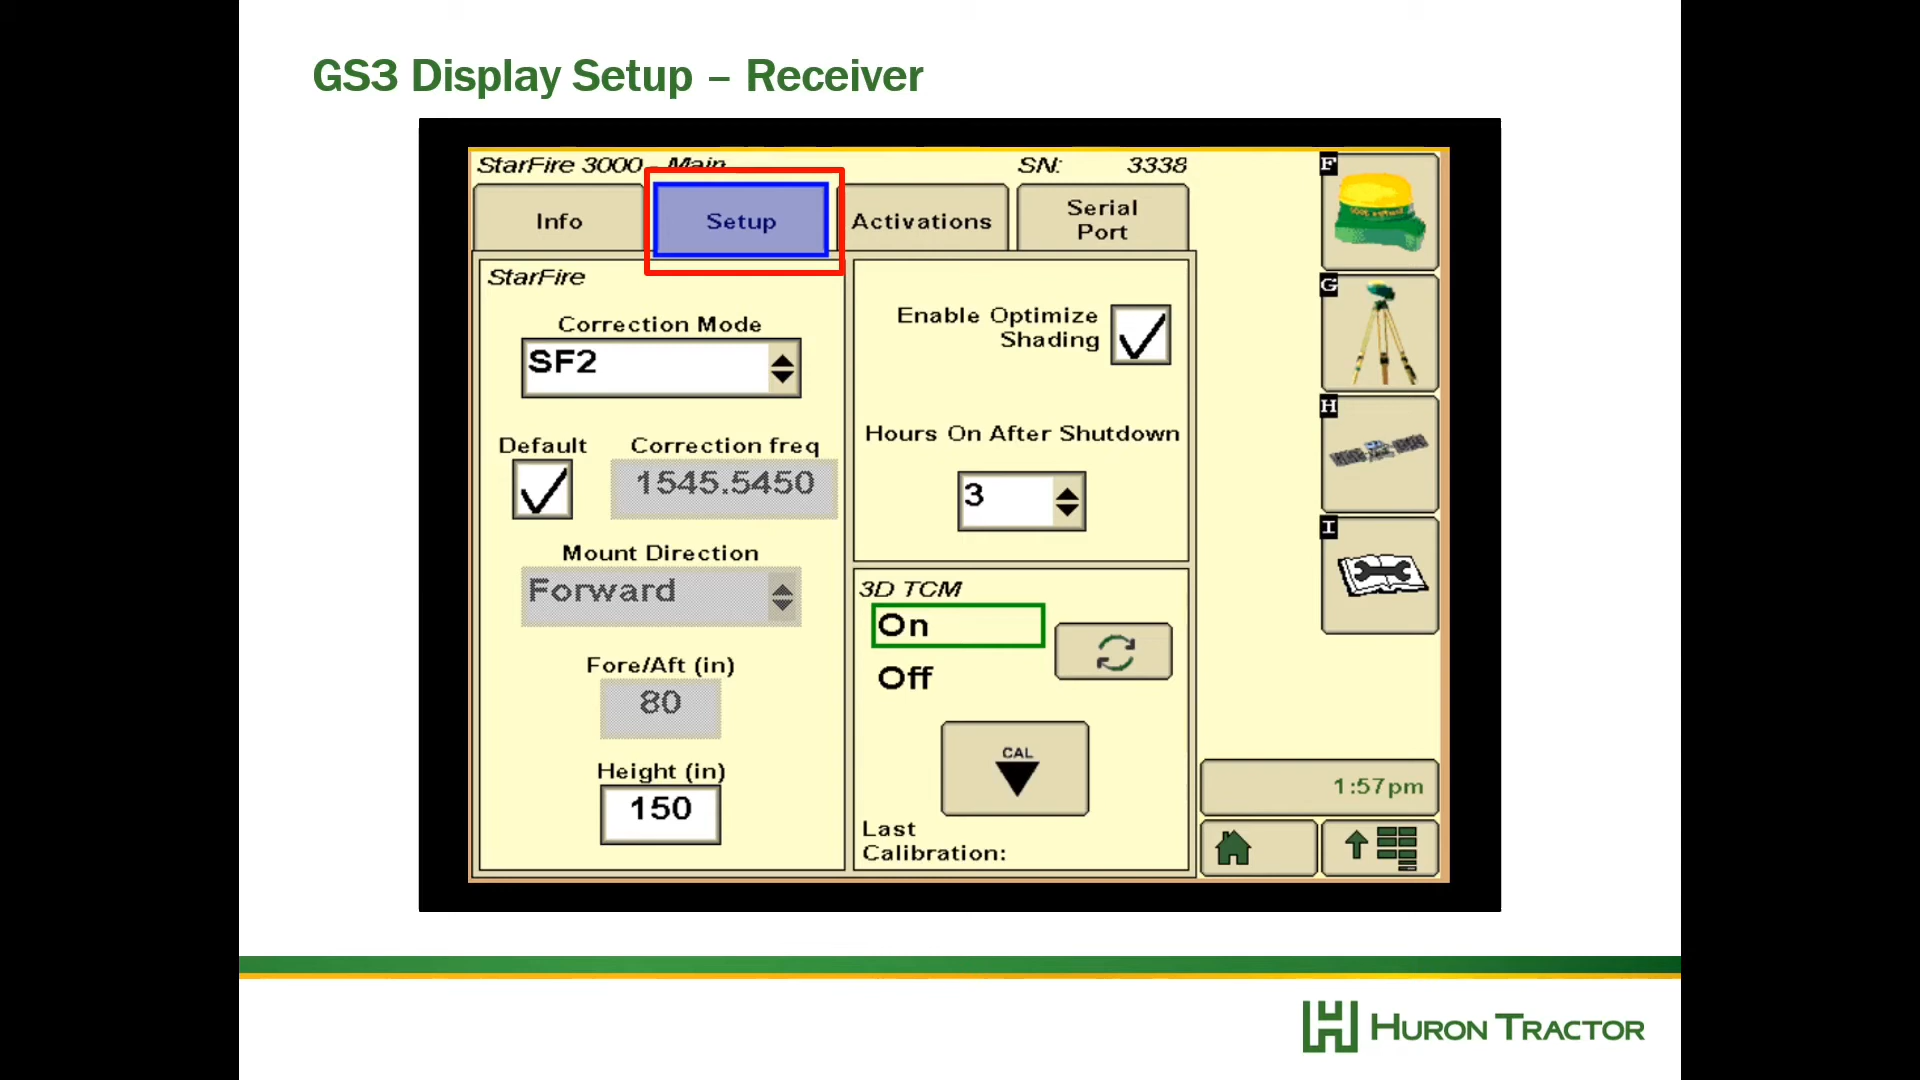 GS3 Display Setup – Receiver
StarFire 3000 - Main
SN: 3338
Info
Setup
Activations
Serial
Port
StarFire
Correction Mode
SF2
Default
Correction freq
1545.5450
Mount Direction
Forward
Fore/Aft (in)
80
Height (in)
150
Enable Optimize
Shading
Hours On After Shutdown
3
3D TCM
On
Off
CAL
Last
Calibration:
F
G
H
I
1:57pm
HURON TRACTOR